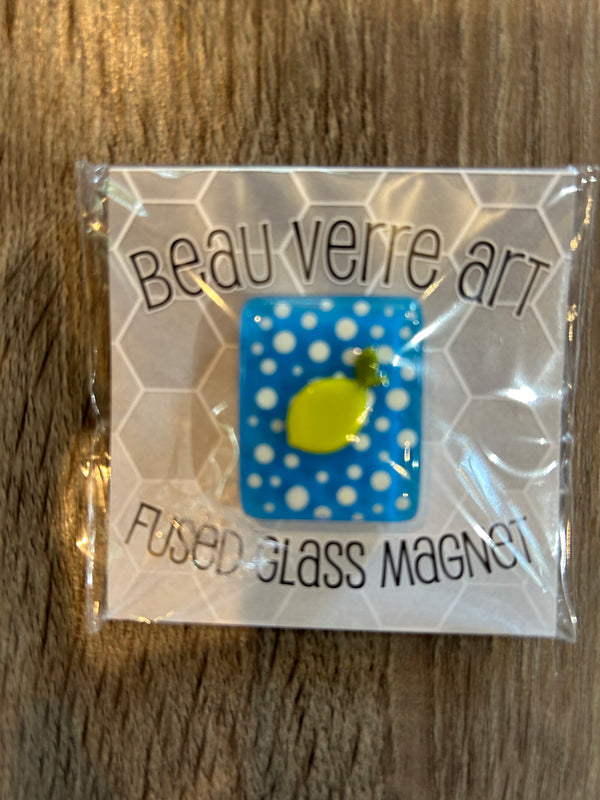 Beau verre art
Fused glass magnet